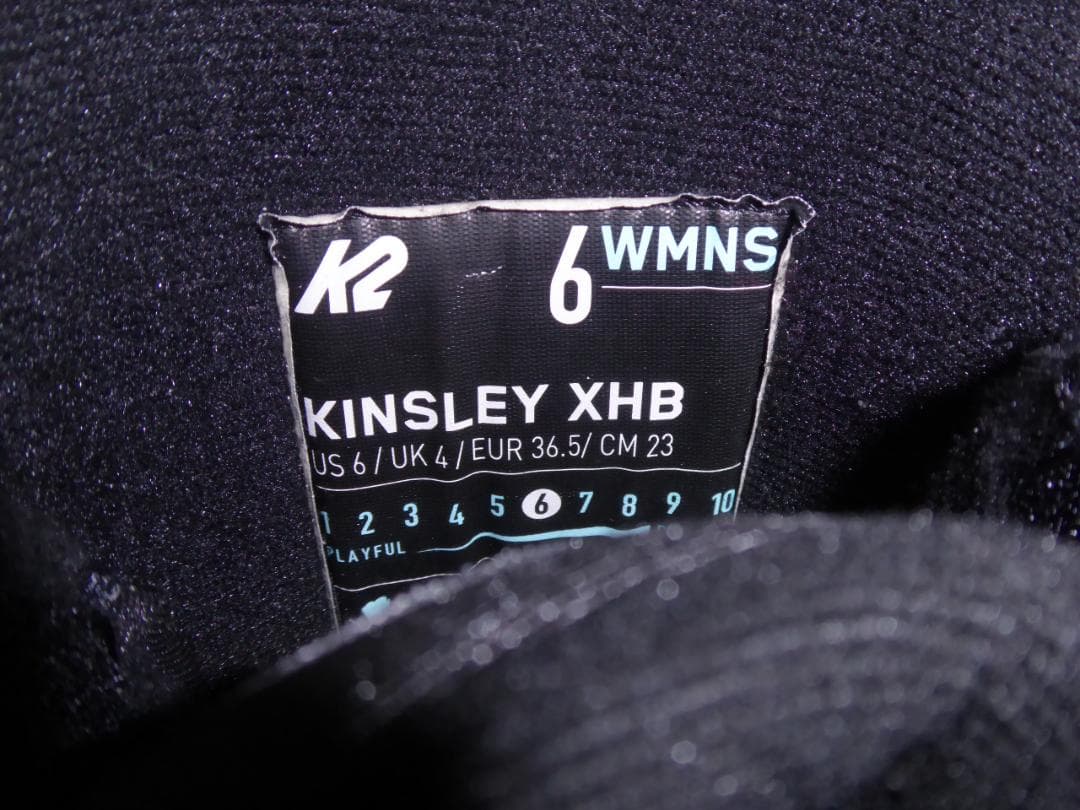 K2
6 WMNS
KINSLEY XHB
US 6 / UK 4 / EUR 36.5/ CM 23
1 2 3 4 5 6 7 8 9 10
PLAYFUL